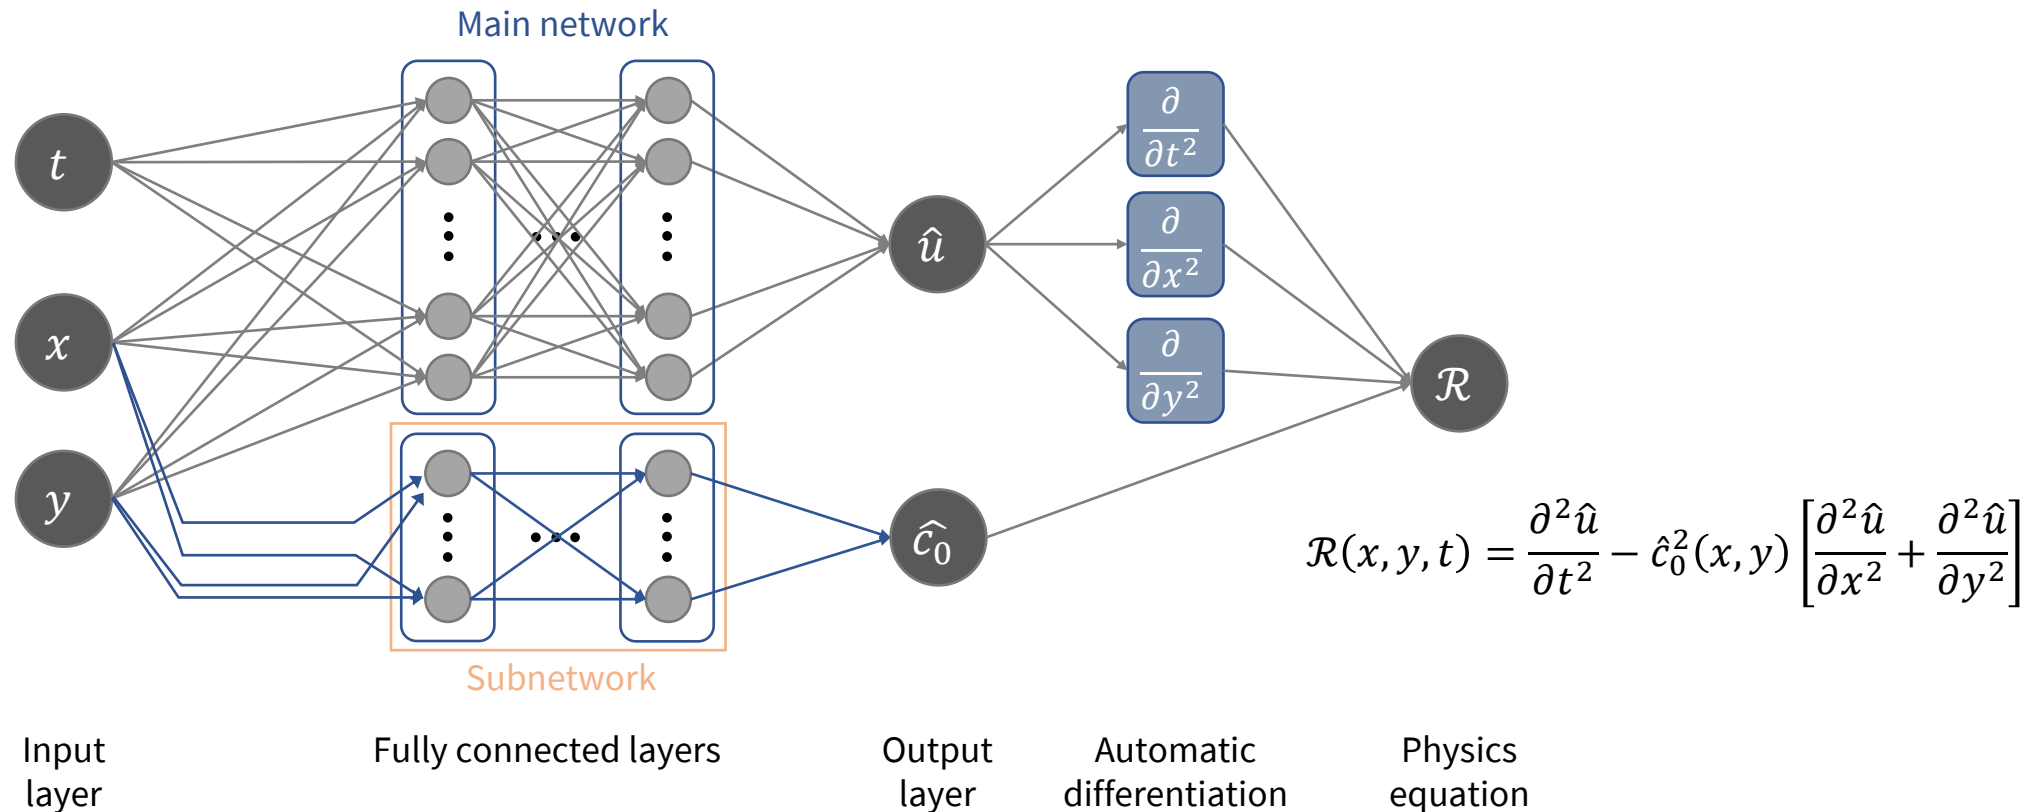 Main network
t
x
y
û
∂
∂t²
∂
∂x²
∂
∂y²
ℛ
ĉ₀
ℛ(x, y, t) = ∂²û/∂t² − ĉ₀²(x, y) [∂²û/∂x² + ∂²û/∂y²]
Subnetwork
Input
layer
Fully connected layers
Output
layer
Automatic
differentiation
Physics
equation